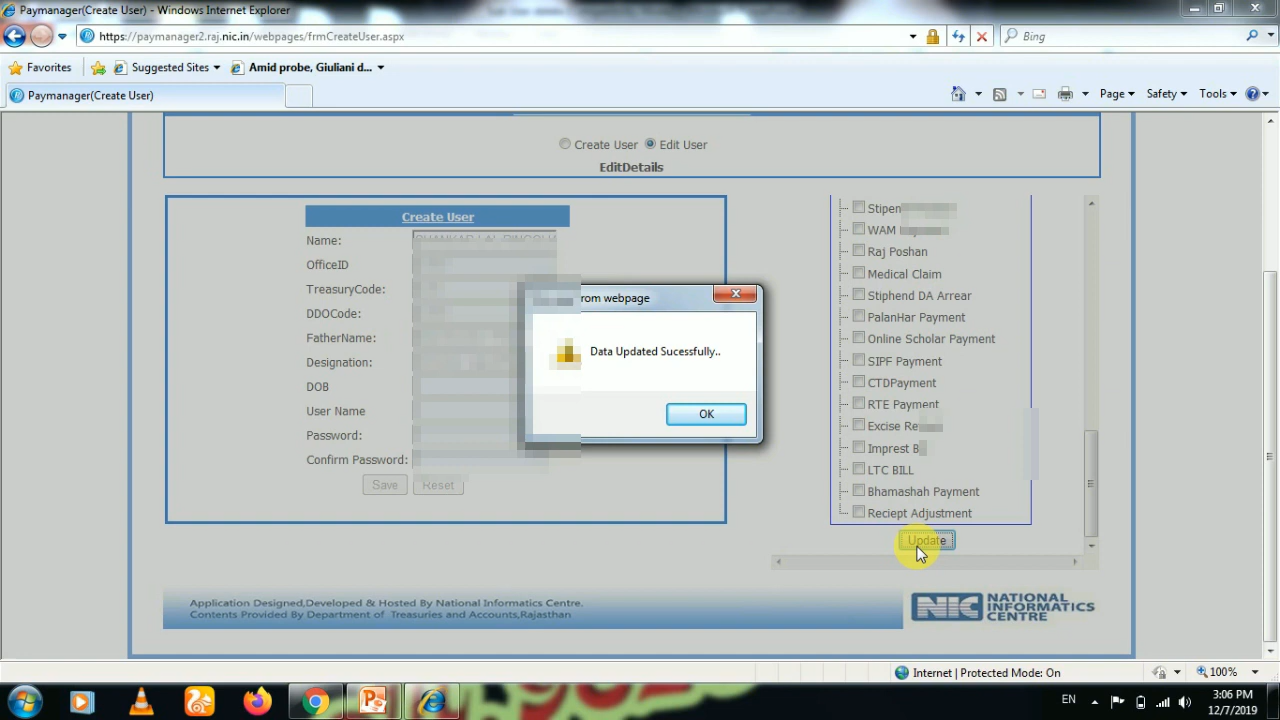 Paymanager(Create User) - Windows Internet Explorer
https://paymanager2.raj.nic.in/webpages/frmCreateUser.aspx
Bing
Favorites
Suggested Sites
Amid probe, Giuliani d...
Paymanager(Create User)
Page
Safety
Tools
Create User
Edit User
EditDetails
Create User
Name:
OfficeID
TreasuryCode:
DDOCode:
FatherName:
Designation:
DOB
User Name
Password:
Confirm Password:
Save
Reset
from webpage
Data Updated Sucessfully..
OK
WAM
Raj Poshan
Medical Claim
Stiphend DA Arrear
PalanHar Payment
Online Scholar Payment
SIPF Payment
CTDPayment
RTE Payment
Excise
Imprest
LTC BILL
Bhamashah Payment
Reciept Adjustment
Update
Application Designed,Developed & Hosted By National Informatics Centre.
Contents Provided By Department of Treasuries and Accounts,Rajasthan
NIC
NATIONAL
INFORMATICS
CENTRE
Internet | Protected Mode: On
100%
EN
3:06 PM
12/7/2019